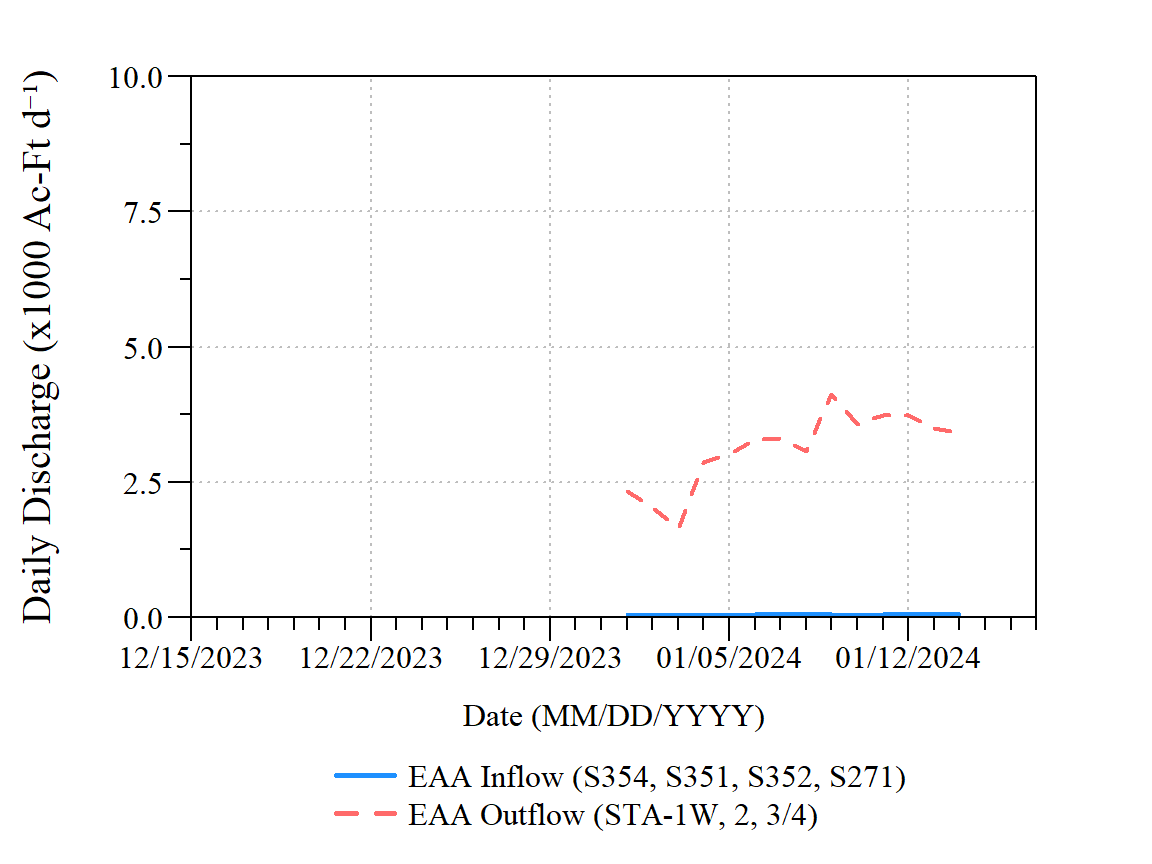 Daily Discharge (x1000 Ac-Ft d⁻¹)
10.0
7.5
5.0
2.5
0.0
12/15/2023 12/22/2023 12/29/2023 01/05/2024 01/12/2024
Date (MM/DD/YYYY)
EAA Inflow (S354, S351, S352, S271)
EAA Outflow (STA-1W, 2, 3/4)